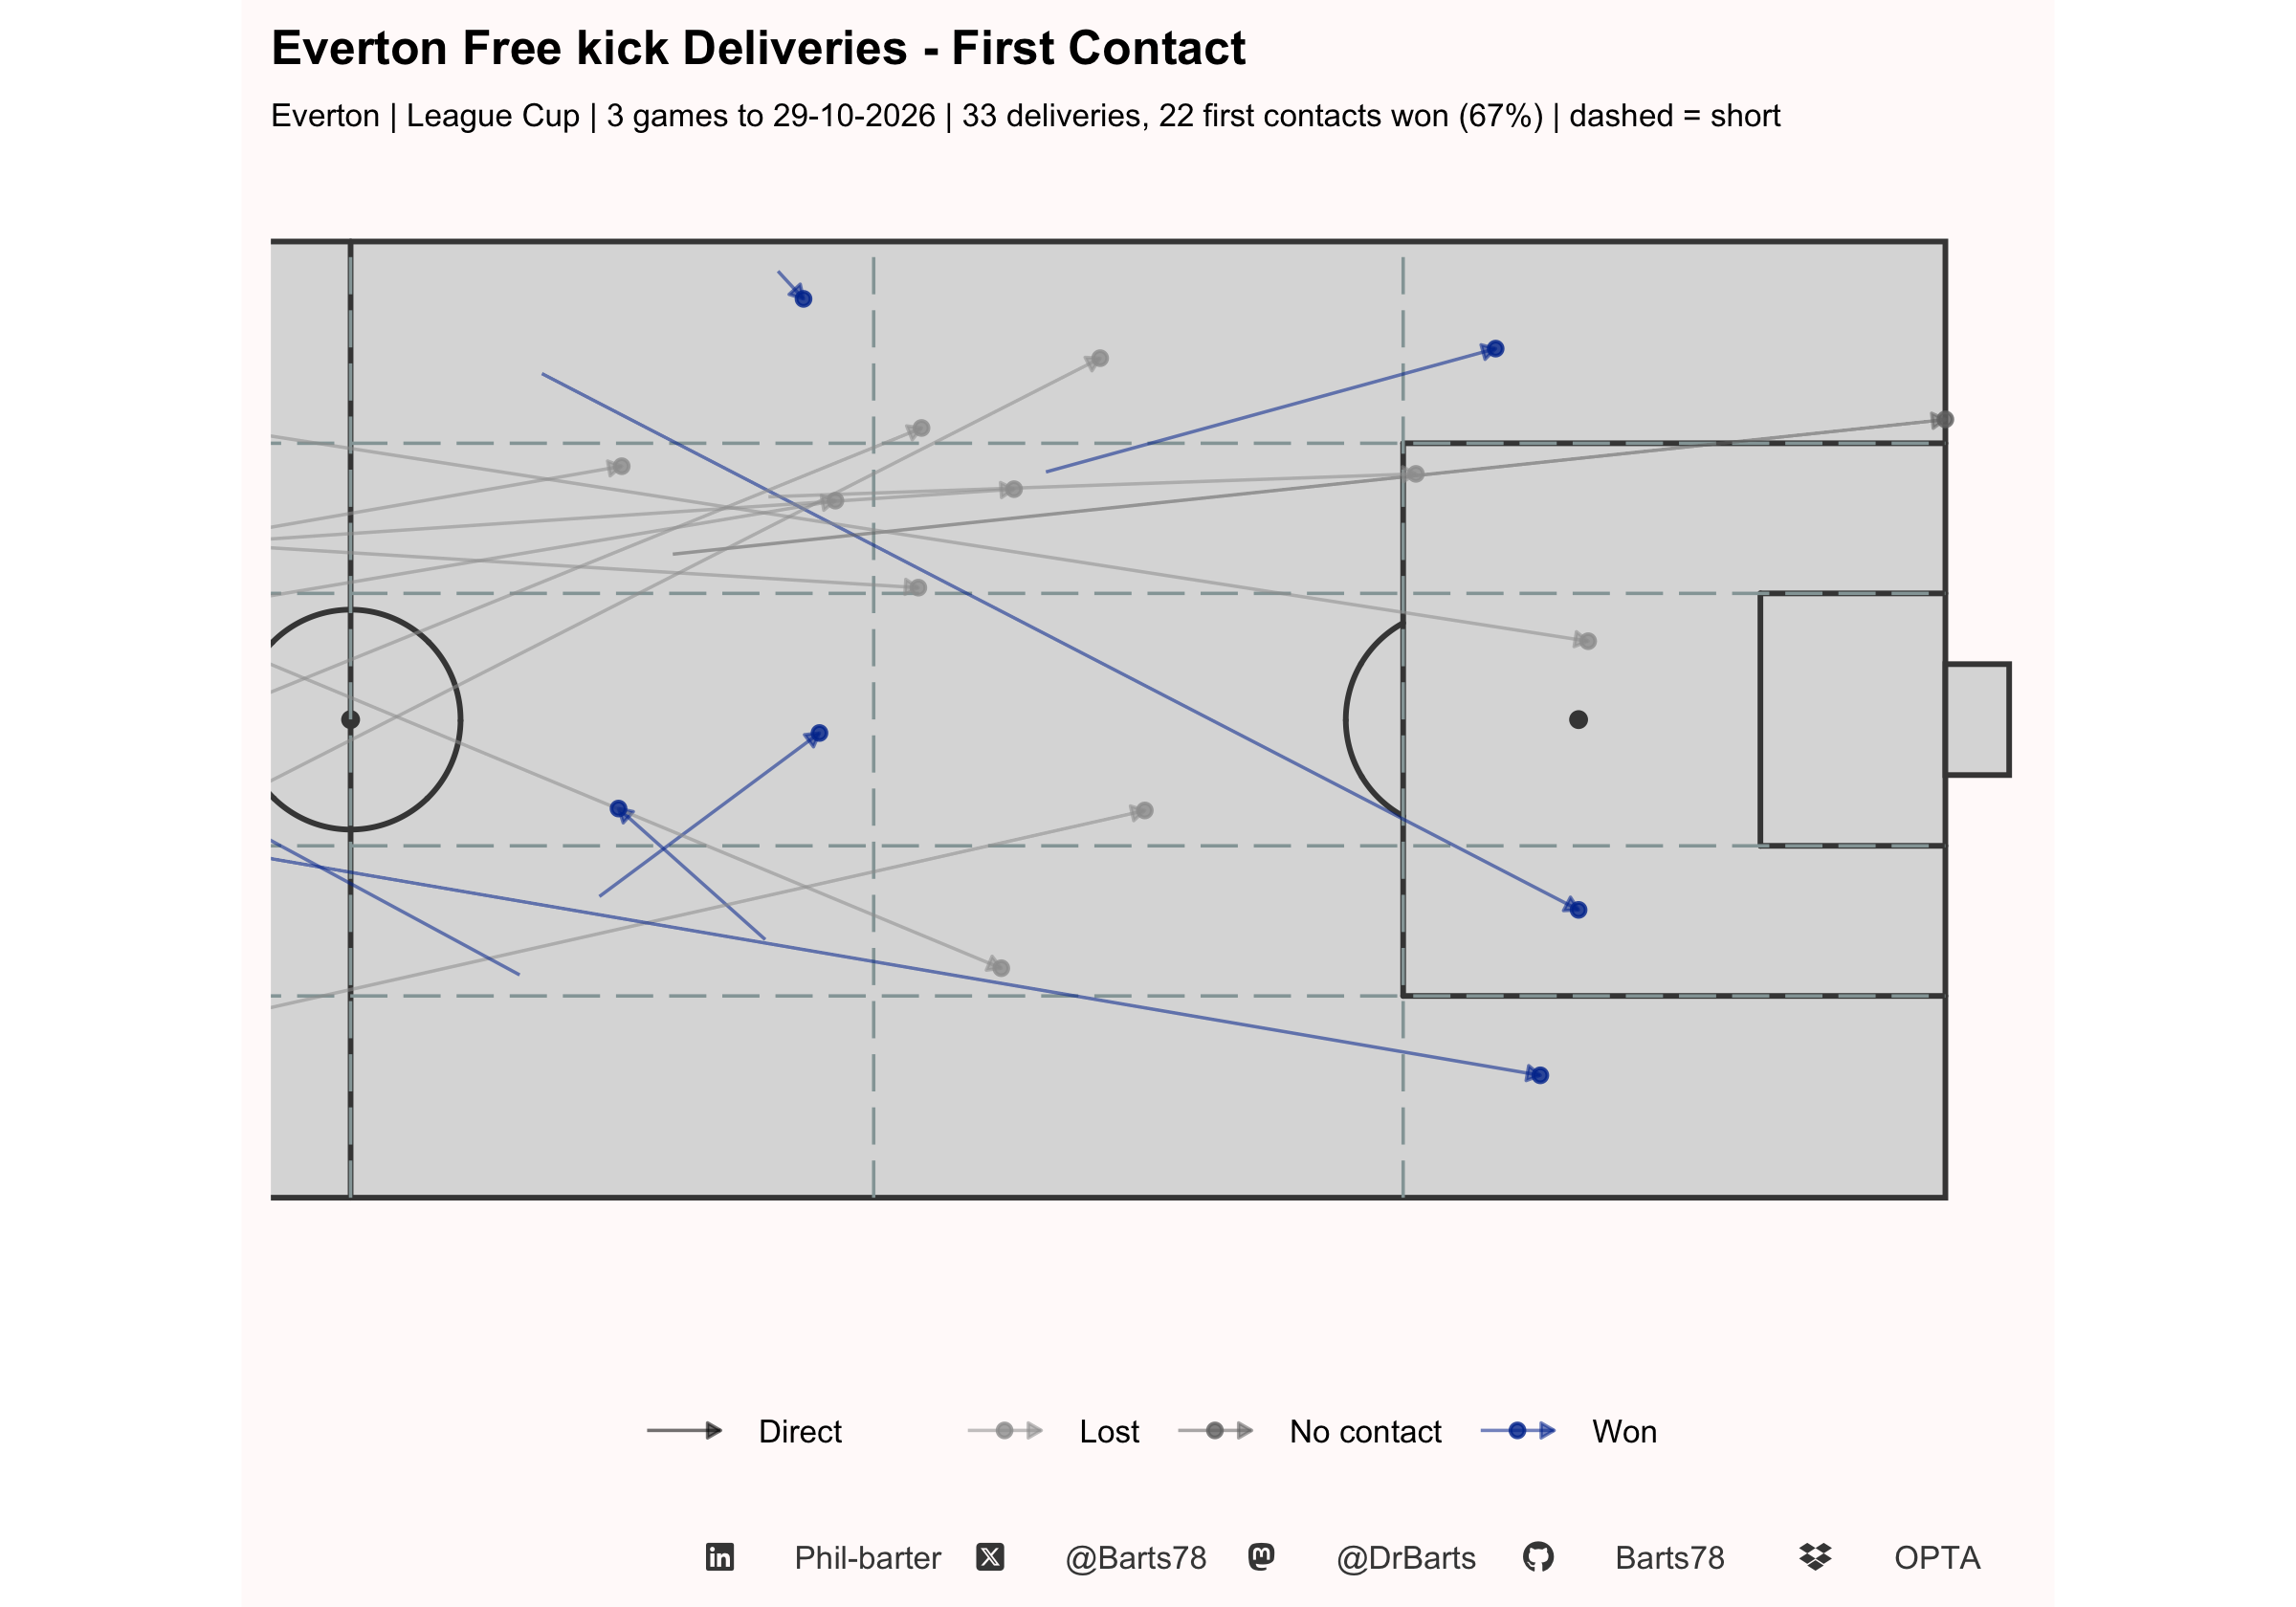 Everton Free kick Deliveries - First Contact
Everton | League Cup | 3 games to 29-10-2026 | 33 deliveries, 22 first contacts won (67%) | dashed = short
Direct Lost No contact Won
Phil-barter @Barts78 @DrBarts Barts78 OPTA